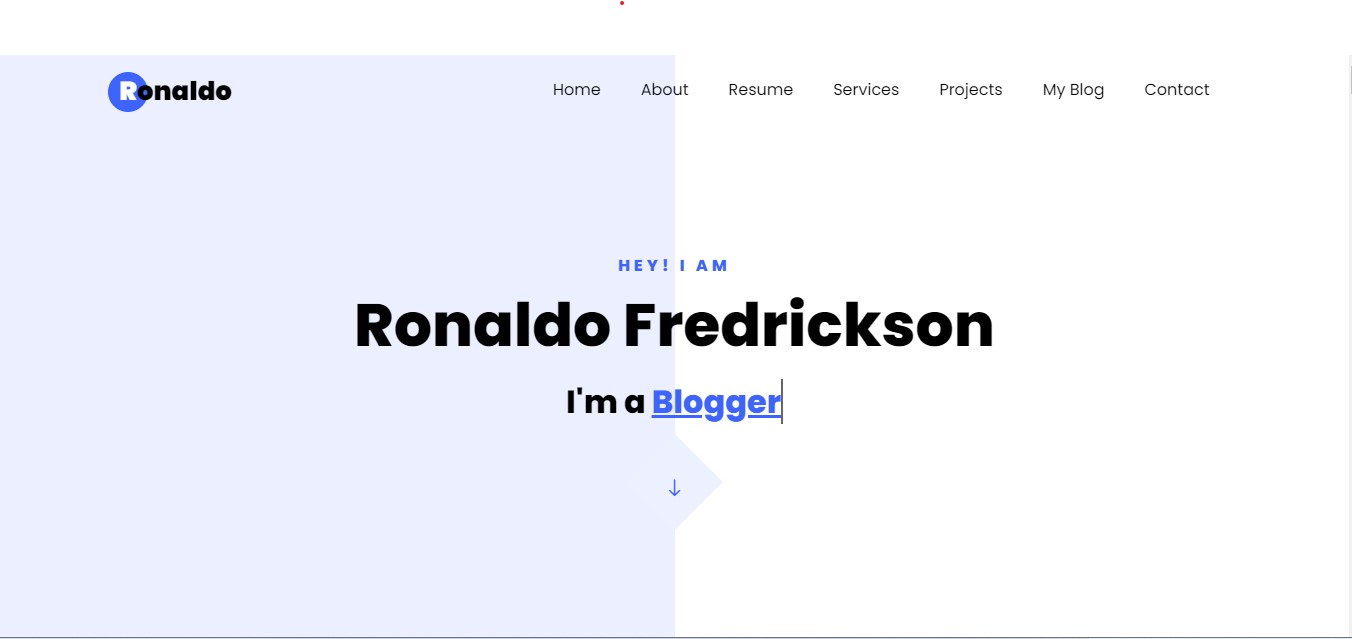 Ronaldo
Home About Resume Services Projects My Blog Contact
HEY! I AM
Ronaldo Fredrickson
I'm a Blogger